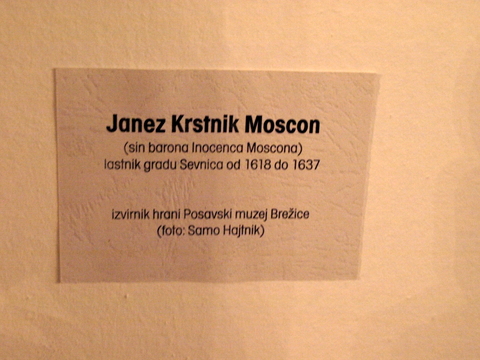 Janez Krstnik Moscon
(sin barona Inocenca Moscona)
lastnik gradu Sevnica od 1618 do 1637
izvirnik hrani Posavski muzej Brežice
(foto: Samo Hajtnik)